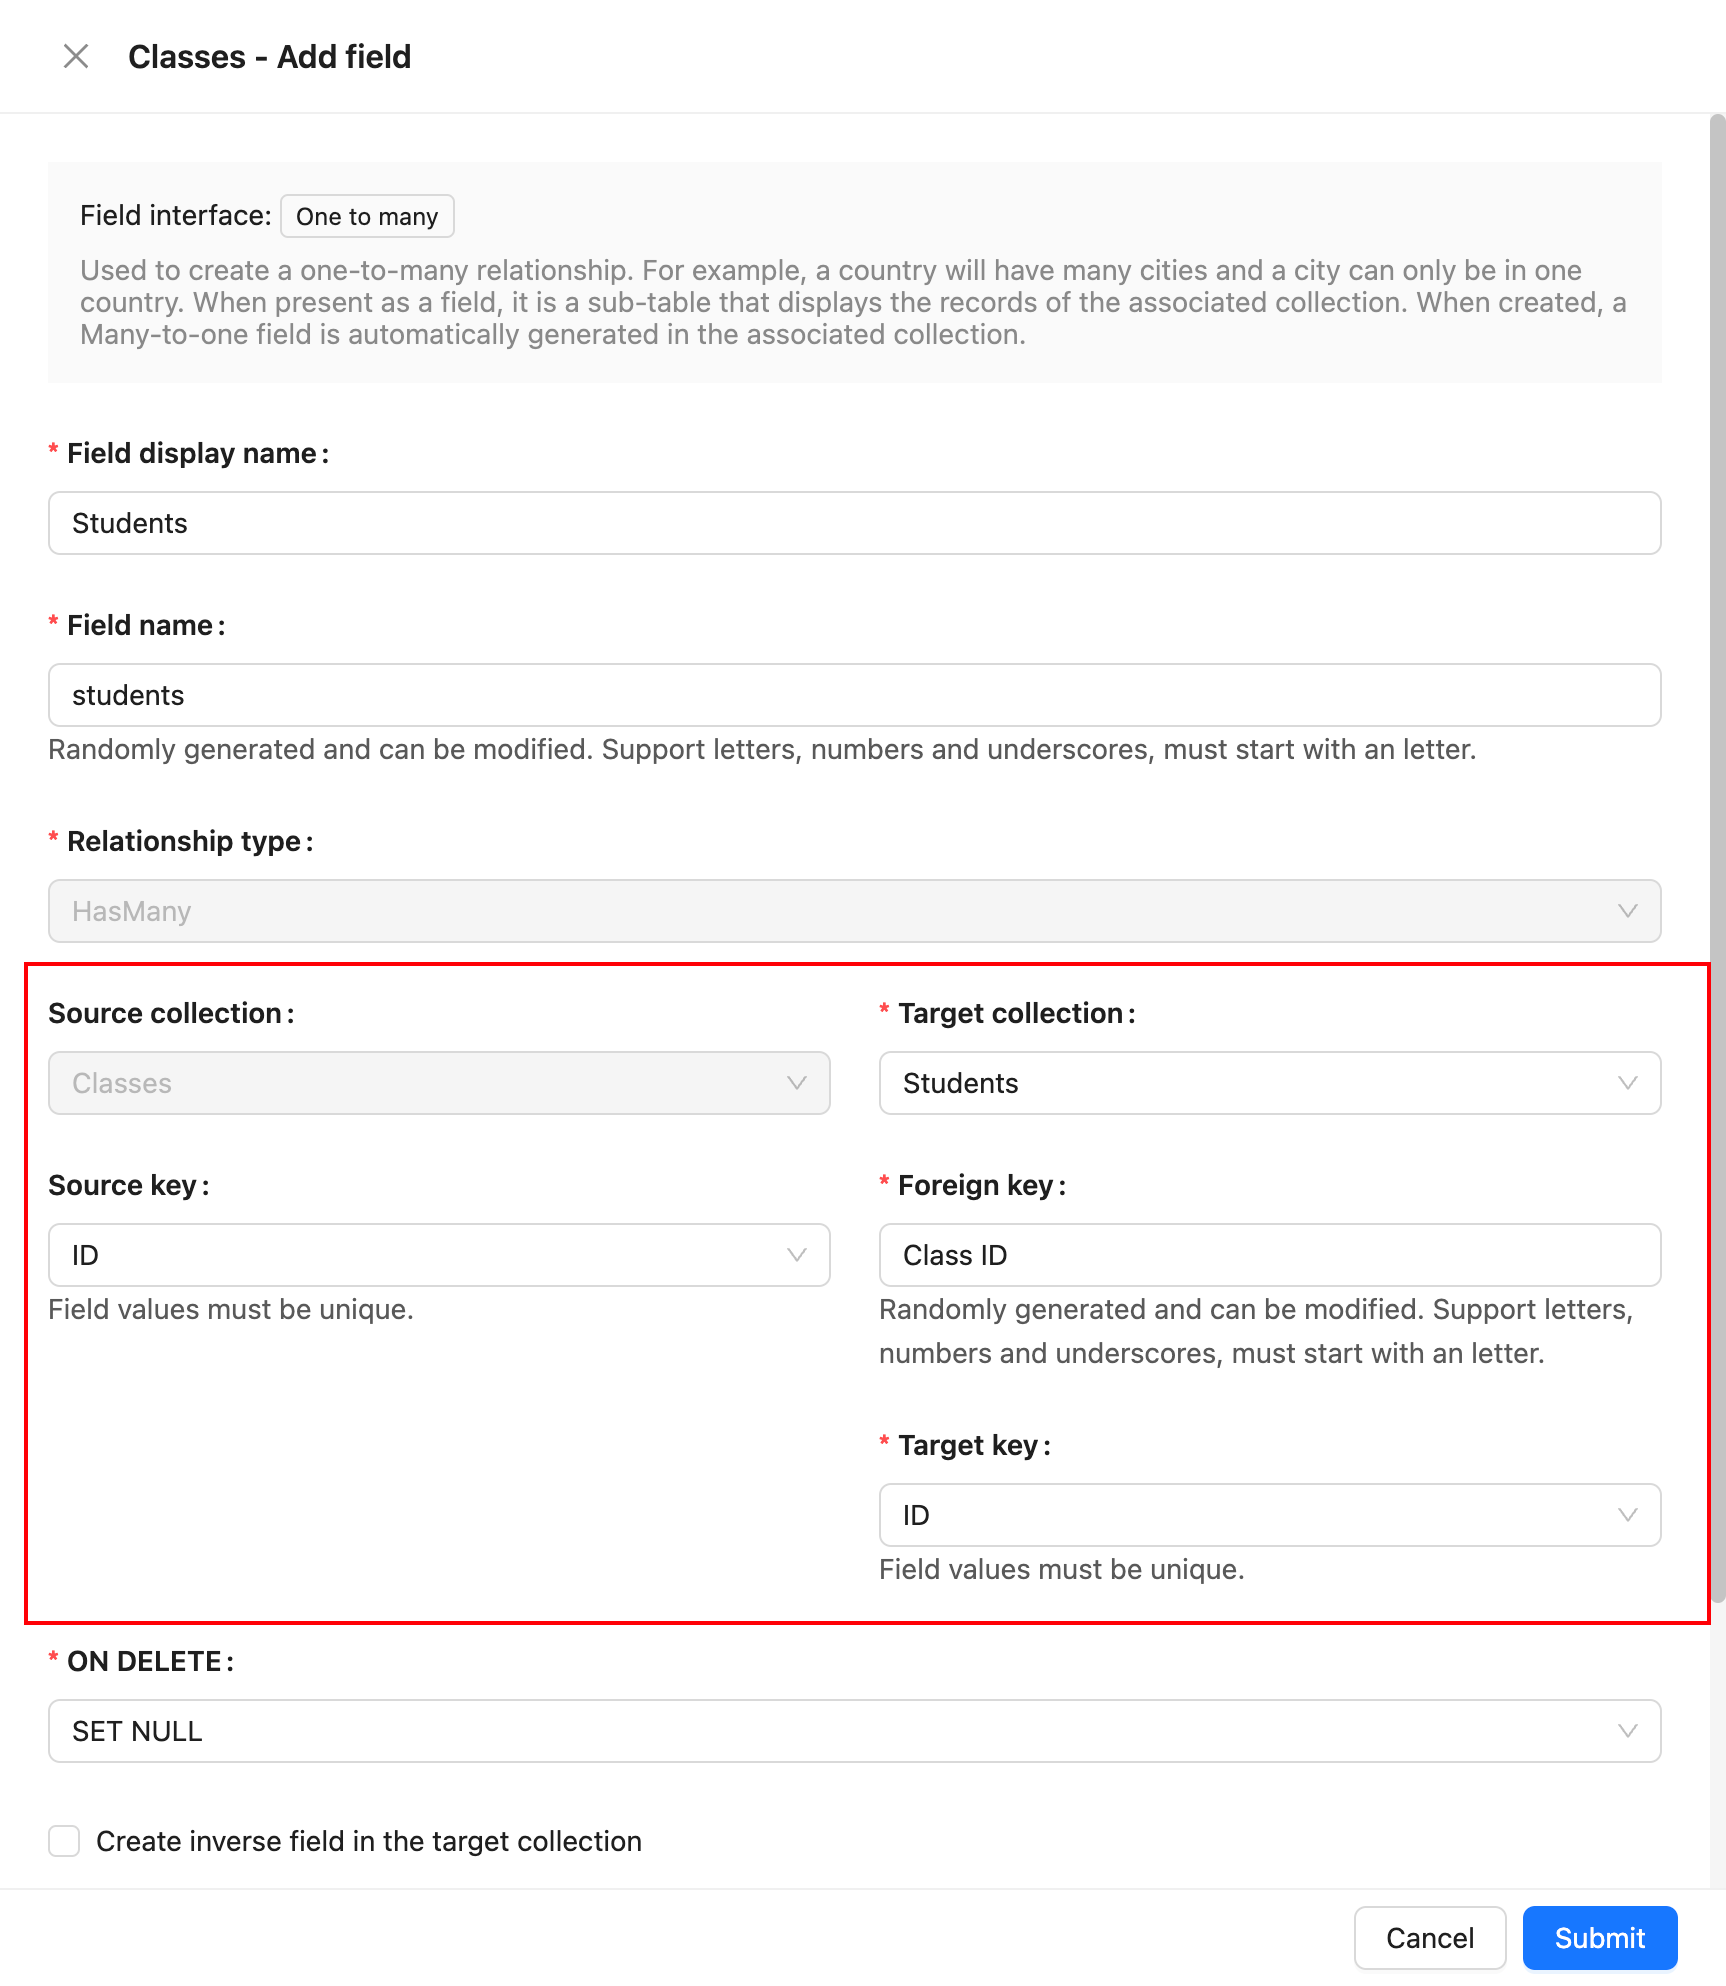 Classes - Add field
Field interface: One to many
Used to create a one-to-many relationship. For example, a country will have many cities and a city can only be in one
country. When present as a field, it is a sub-table that displays the records of the associated collection. When created, a
Many-to-one field is automatically generated in the associated collection.
* Field display name:
Students
* Field name:
students
Randomly generated and can be modified. Support letters, numbers and underscores, must start with an letter.
* Relationship type:
HasMany
Source collection:
Classes
* Target collection:
Students
Source key:
ID
Field values must be unique.
* Foreign key:
Class ID
Randomly generated and can be modified. Support letters,
numbers and underscores, must start with an letter.
* Target key:
ID
Field values must be unique.
* ON DELETE:
SET NULL
Create inverse field in the target collection
Cancel
Submit